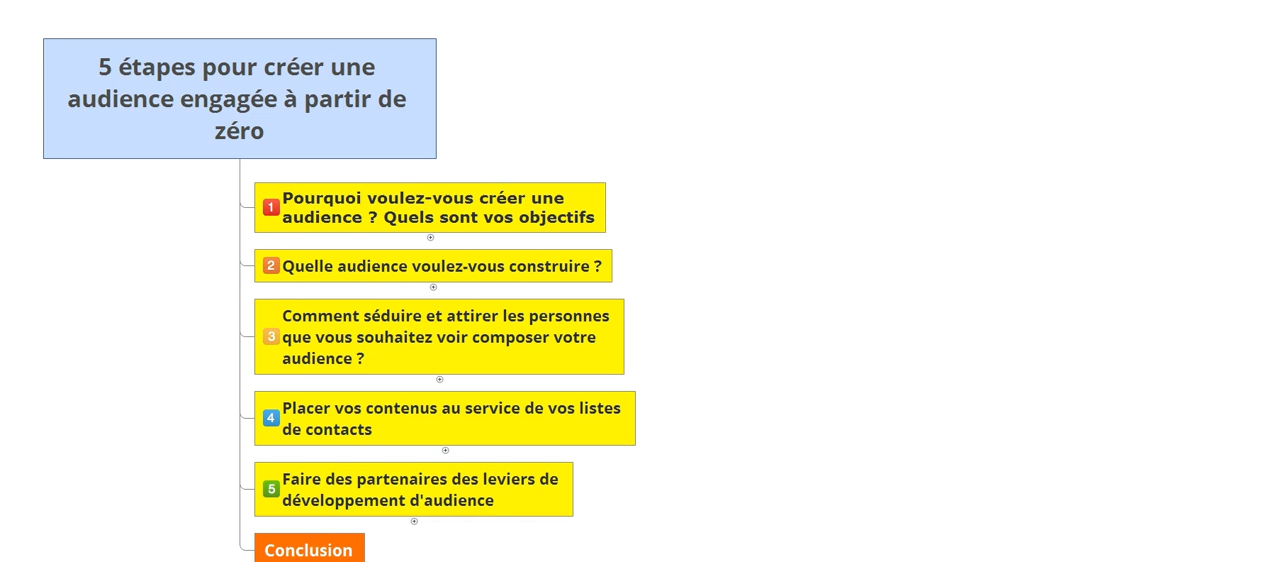 5 étapes pour créer une
audience engagée à partir de
zéro
1 Pourquoi voulez-vous créer une
audience ? Quels sont vos objectifs
2 Quelle audience voulez-vous construire ?
3 Comment séduire et attirer les personnes
que vous souhaitez voir composer votre
audience ?
4 Placer vos contenus au service de vos listes
de contacts
5 Faire des partenaires des leviers de
développement d'audience
Conclusion